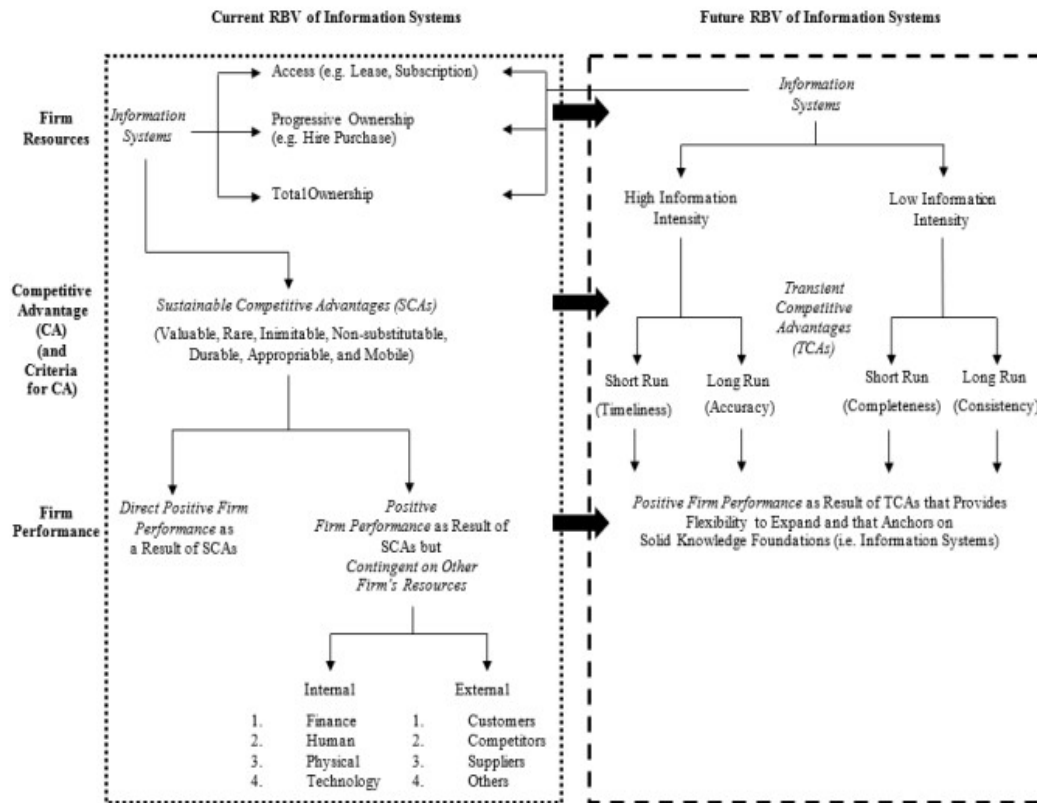 Current RBV of Information Systems
Future RBV of Information Systems
Firm
Resources
Information
Systems
Access (e.g. Lease, Subscription)
Progressive Ownership
(e.g. Hire Purchase)
Total Ownership
Information
Systems
High Information
Intensity
Low Information
Intensity
Competitive
Advantage
(CA)
(and
Criteria
for CA)
Sustainable Competitive Advantages (SCAs)
(Valuable, Rare, Inimitable, Non-substitutable,
Durable, Appropriable, and Mobile)
Transient
Competitive
Advantages
(TCAs)
Short Run
(Timeliness)
Long Run
(Accuracy)
Short Run
(Completeness)
Long Run
(Consistency)
Firm
Performance
Direct Positive Firm
Performance as
a Result of SCAs
Positive
Firm Performance as Result of
SCAs but
Contingent on Other
Firm's Resources
Positive Firm Performance as Result of TCAs that Provides
Flexibility to Expand and that Anchors on
Solid Knowledge Foundations (i.e. Information Systems)
Internal
1. Finance
2. Human
3. Physical
4. Technology
External
1. Customers
2. Competitors
3. Suppliers
4. Others